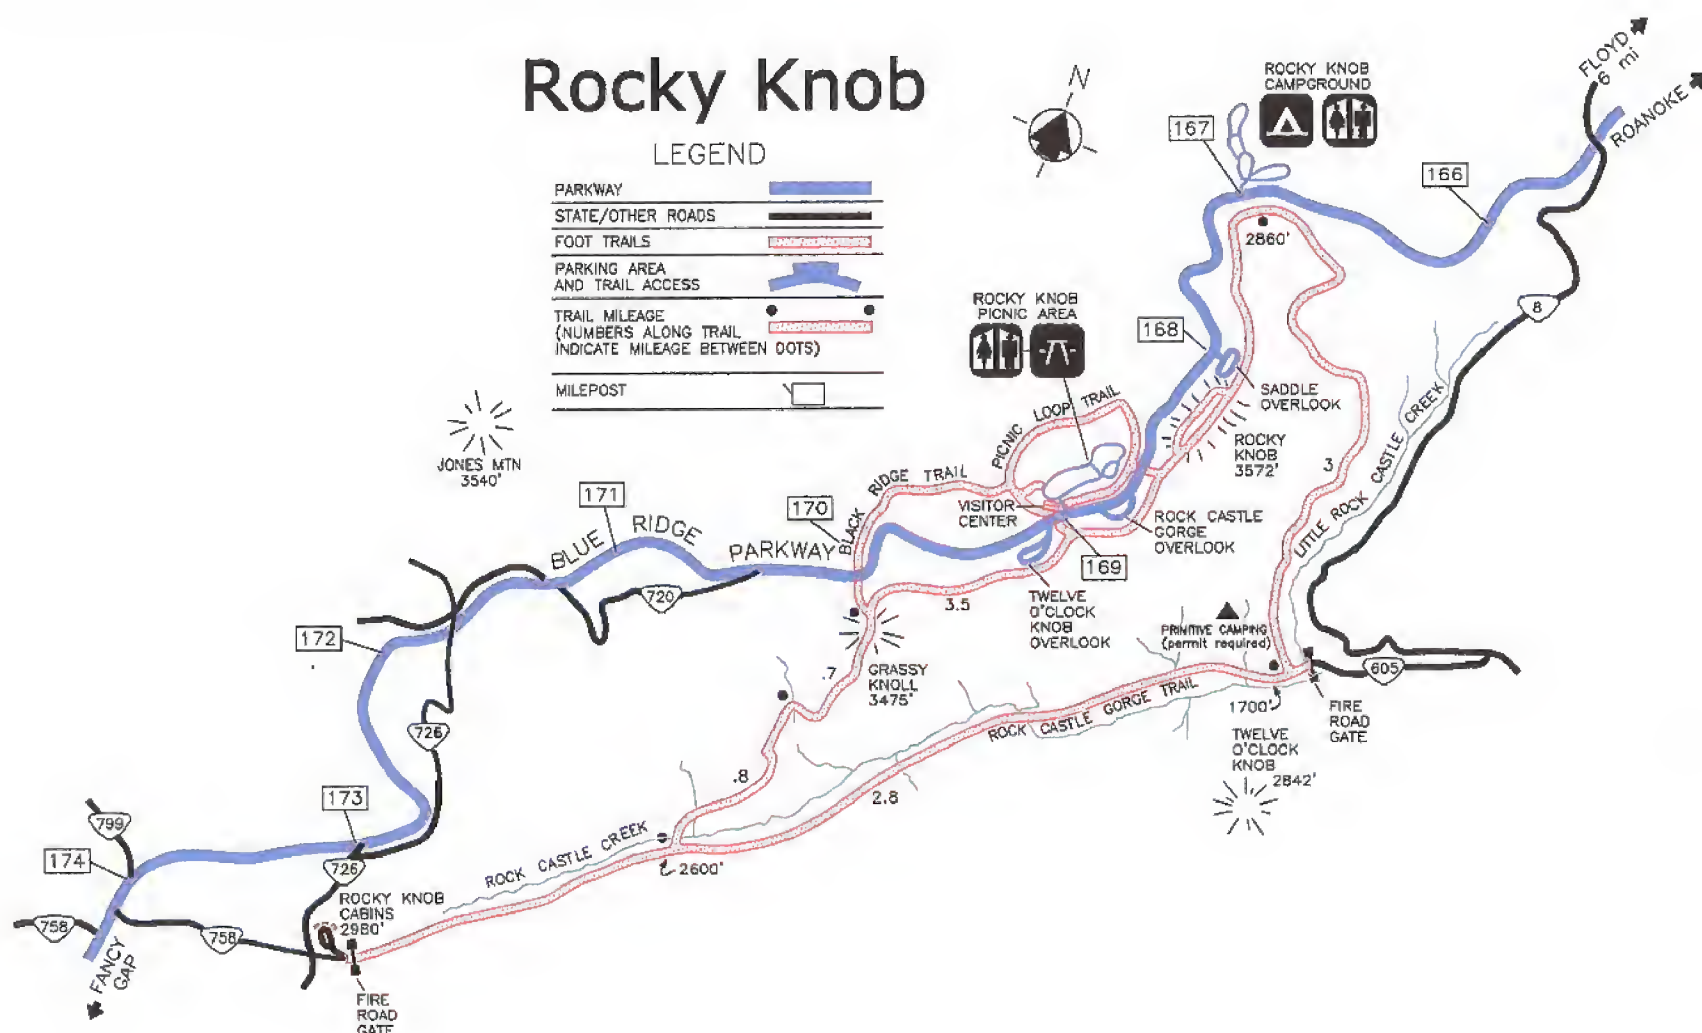 Rocky Knob
LEGEND
PARKWAY
STATE/OTHER ROADS
FOOT TRAILS
PARKING AREA
AND TRAIL ACCESS
TRAIL MILEAGE
(NUMBERS ALONG TRAIL
INDICATE MILEAGE BETWEEN DOTS)
MILEPOST
N
ROCKY KNOB
CAMPGROUND
FLOYD
6 mi
ROANOKE
167
166
2860'
8
ROCKY KNOB
PICNIC AREA
168
SADDLE
OVERLOOK
ROCKY
KNOB
3572'
3
LITTLE ROCK CASTLE CREEK
JONES MTN
3540'
PICNIC LOOP TRAIL
BLACK RIDGE TRAIL
171
170
BLUE RIDGE PARKWAY
VISITOR
CENTER
ROCK CASTLE
GORGE
OVERLOOK
169
720
3.5
TWELVE
O'CLOCK
KNOB
OVERLOOK
PRIMITIVE CAMPING
(permit required)
172
GRASSY
KNOLL
3475'
.7
605
1700'
FIRE
ROAD
GATE
ROCK CASTLE GORGE TRAIL
TWELVE
O'CLOCK
KNOB
2842'
726
.8
2.8
173
799
174
726
ROCK CASTLE CREEK
2600'
ROCKY KNOB
CABINS
2980'
758
758
FANCY
GAP
FIRE
ROAD
GATE